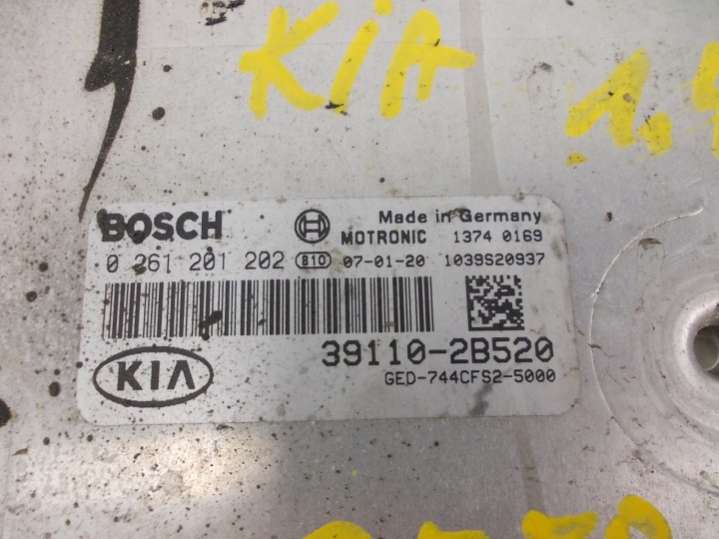 KiA
BOSCH
Made in Germany
MOTRONIC 1374 0169
0 261 201 202 B10 07-01-20 1039S20937
39110-2B520
KIA
GED-744CFS2-5000